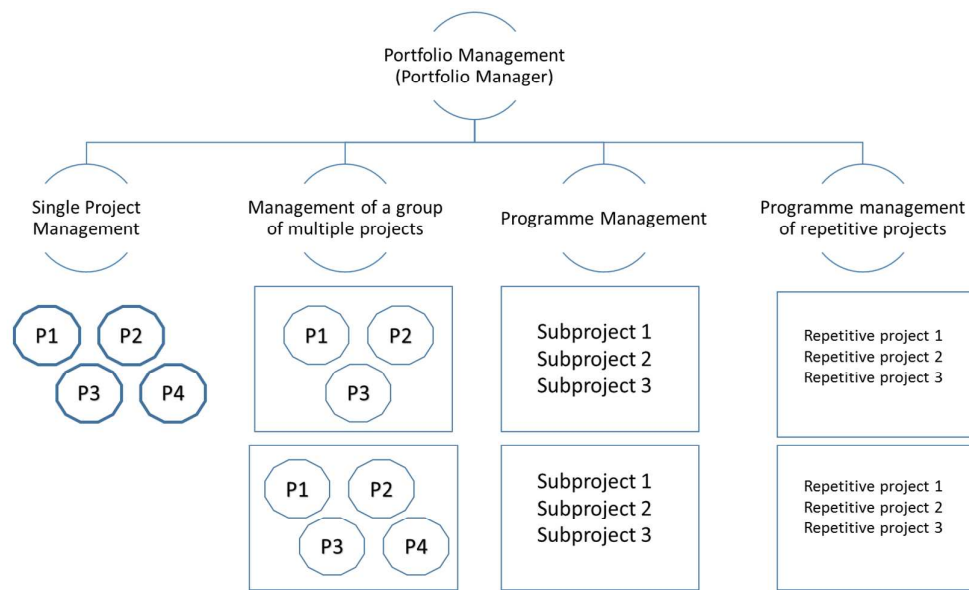 Portfolio Management
(Portfolio Manager)
Single Project
Management
Management of a group
of multiple projects
Programme Management
Programme management
of repetitive projects
P1
P2
P3
P4
P1
P2
P3
P1
P2
P3
P4
Subproject 1
Subproject 2
Subproject 3
Subproject 1
Subproject 2
Subproject 3
Repetitive project 1
Repetitive project 2
Repetitive project 3
Repetitive project 1
Repetitive project 2
Repetitive project 3